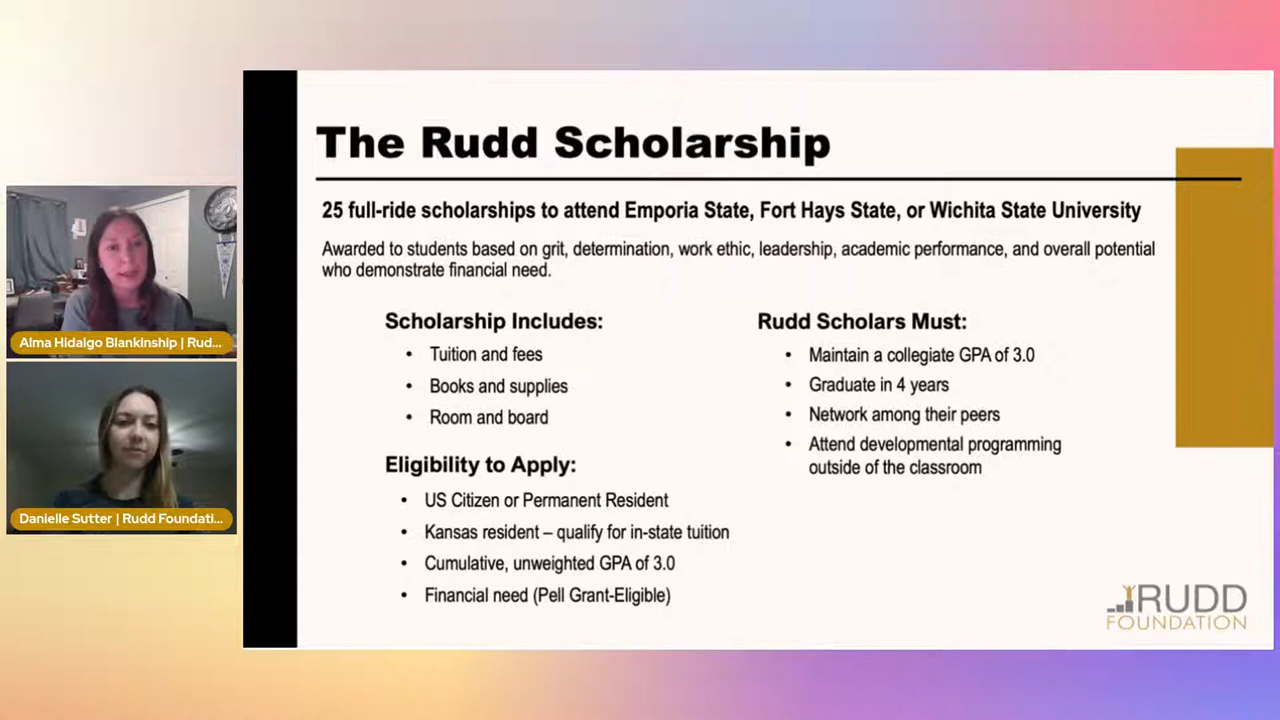 The Rudd Scholarship
25 full-ride scholarships to attend Emporia State, Fort Hays State, or Wichita State University
Awarded to students based on grit, determination, work ethic, leadership, academic performance, and overall potential
who demonstrate financial need.
Scholarship Includes:
• Tuition and fees
• Books and supplies
• Room and board
Eligibility to Apply:
• US Citizen or Permanent Resident
• Kansas resident – qualify for in-state tuition
• Cumulative, unweighted GPA of 3.0
• Financial need (Pell Grant-Eligible)
Rudd Scholars Must:
• Maintain a collegiate GPA of 3.0
• Graduate in 4 years
• Network among their peers
• Attend developmental programming
outside of the classroom
RUDD
FOUNDATION
Alma Hidalgo Blankinship | Rud...
Danielle Sutter | Rudd Foundati...